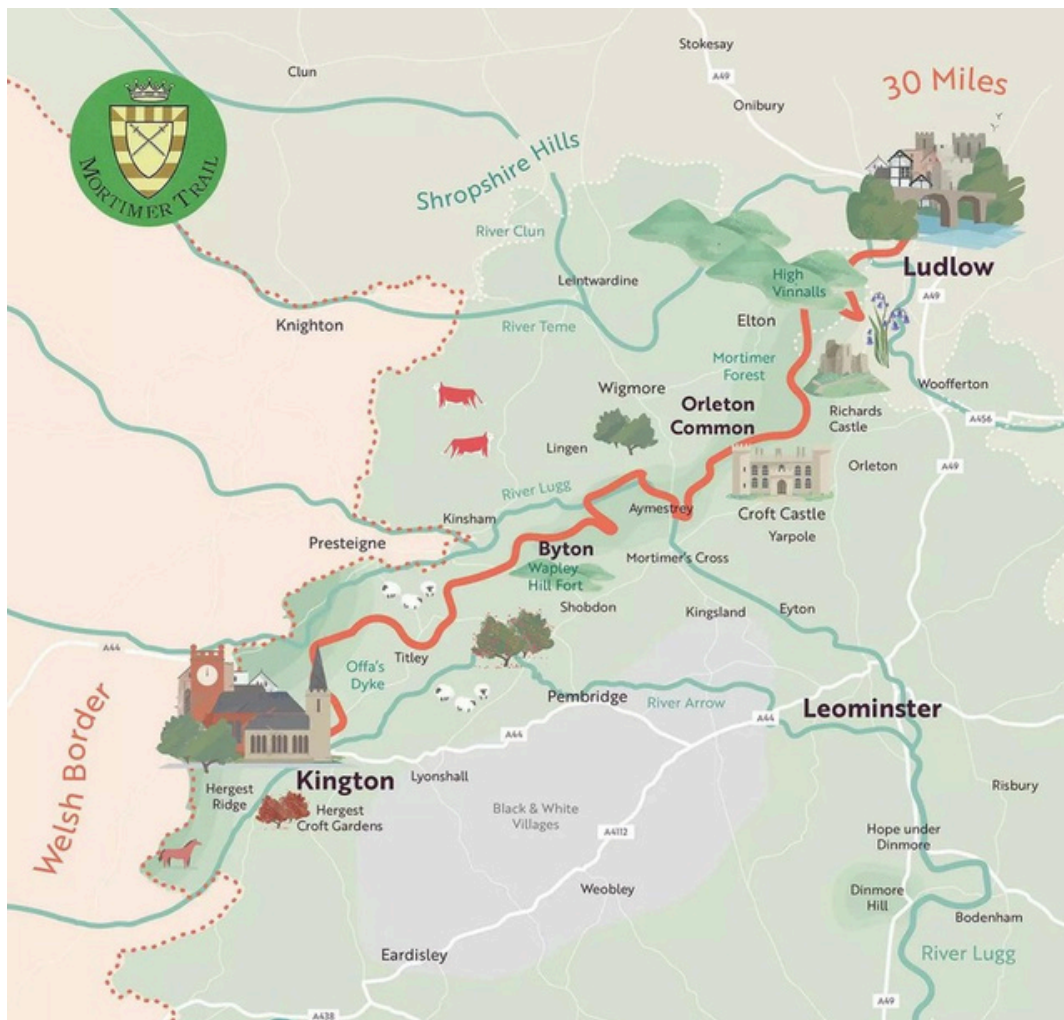 Stokesay
A49
30 Miles
Clun
Onibury
MORTIMER TRAIL
Shropshire Hills
River Clun
Leintwardine
High
Vinnalls
Ludlow
A49
Knighton
River Teme
Elton
Mortimer
Forest
Wigmore
Woofferton
Orleton
Common
Richards
Castle
A456
Lingen
Orleton
A49
River Lugg
Kinsham
Aymestrey
Croft Castle
Yarpole
Presteigne
Byton
Mortimer's Cross
Wapley
Hill Fort
Shobdon
Kingsland
Eyton
A44
Titley
Offa's
Dyke
Pembridge
River Arrow
Leominster
A44
A44
Welsh Border
Kington
Lyonshall
Hergest
Ridge
Hergest
Croft Gardens
Black & White
Villages
Risbury
A4112
Hope under
Dinmore
Weobley
Dinmore
Hill
Bodenham
Eardisley
River Lugg
A49
A438